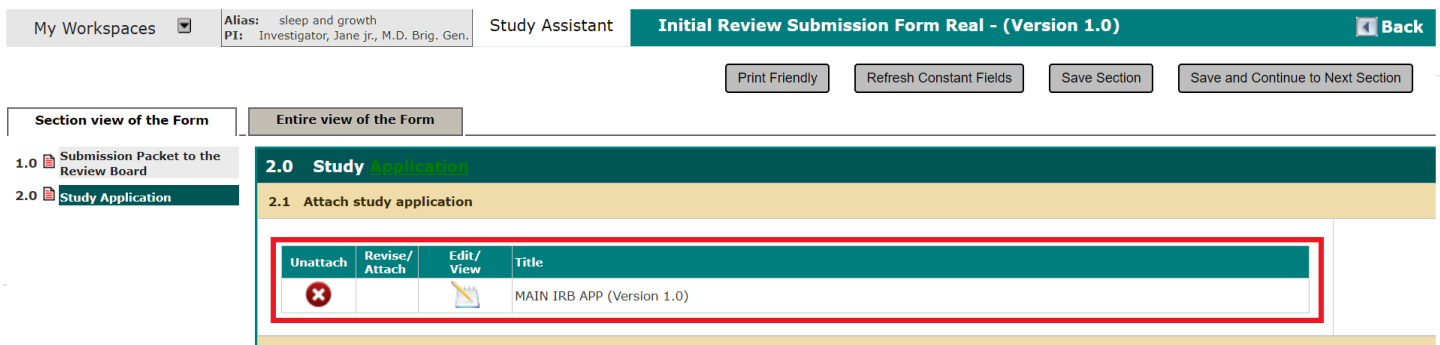 My Workspaces
Alias: sleep and growth
PI: Investigator, Jane jr., M.D. Brig. Gen.
Study Assistant
Initial Review Submission Form Real - (Version 1.0)
Back
Print Friendly
Refresh Constant Fields
Save Section
Save and Continue to Next Section
Section view of the Form
Entire view of the Form
1.0 Submission Packet to the
Review Board
2.0 Study Application
2.0 Study Application
2.1 Attach study application
Unattach
Revise/
Attach
Edit/
View
Title
MAIN IRB APP (Version 1.0)